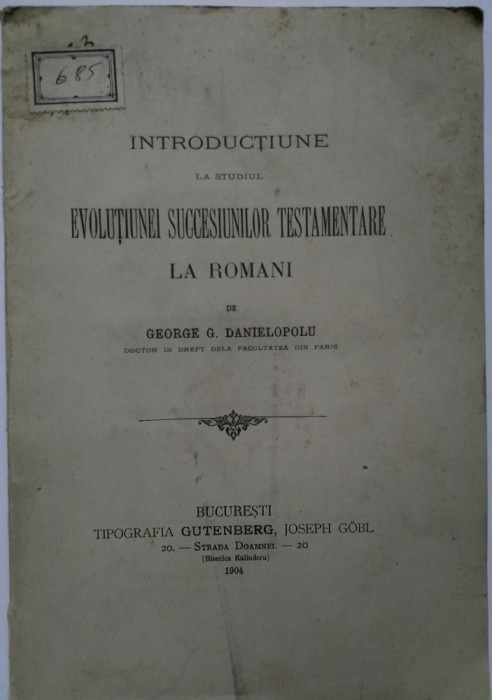 685
INTRODUCȚIUNE
LA STUDIUL
EVOLUȚIUNEI SUCCESIUNILOR TESTAMENTARE
LA ROMANI
DE
GEORGE G. DANIELOPOLU
DOCTOR IN DREPT DELA FACULTATEA DIN PARIS
BUCUREȘTI
TIPOGRAFIA GUTENBERG, JOSEPH GÖBL
20. — STRADA DOAMNEI. — 20
(Biserica Kalinderu)
1904